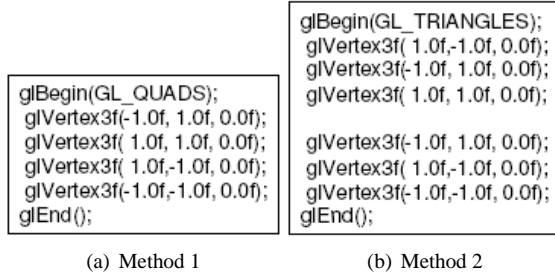 glBegin(GL_QUADS);
glVertex3f(-1.0f, 1.0f, 0.0f);
glVertex3f( 1.0f, 1.0f, 0.0f);
glVertex3f( 1.0f,-1.0f, 0.0f);
glVertex3f(-1.0f,-1.0f, 0.0f);
glEnd();
(a) Method 1
glBegin(GL_TRIANGLES);
glVertex3f( 1.0f,-1.0f, 0.0f);
glVertex3f(-1.0f, 1.0f, 0.0f);
glVertex3f( 1.0f, 1.0f, 0.0f);
glVertex3f(-1.0f, 1.0f, 0.0f);
glVertex3f( 1.0f,-1.0f, 0.0f);
glVertex3f(-1.0f,-1.0f, 0.0f);
glEnd();
(b) Method 2